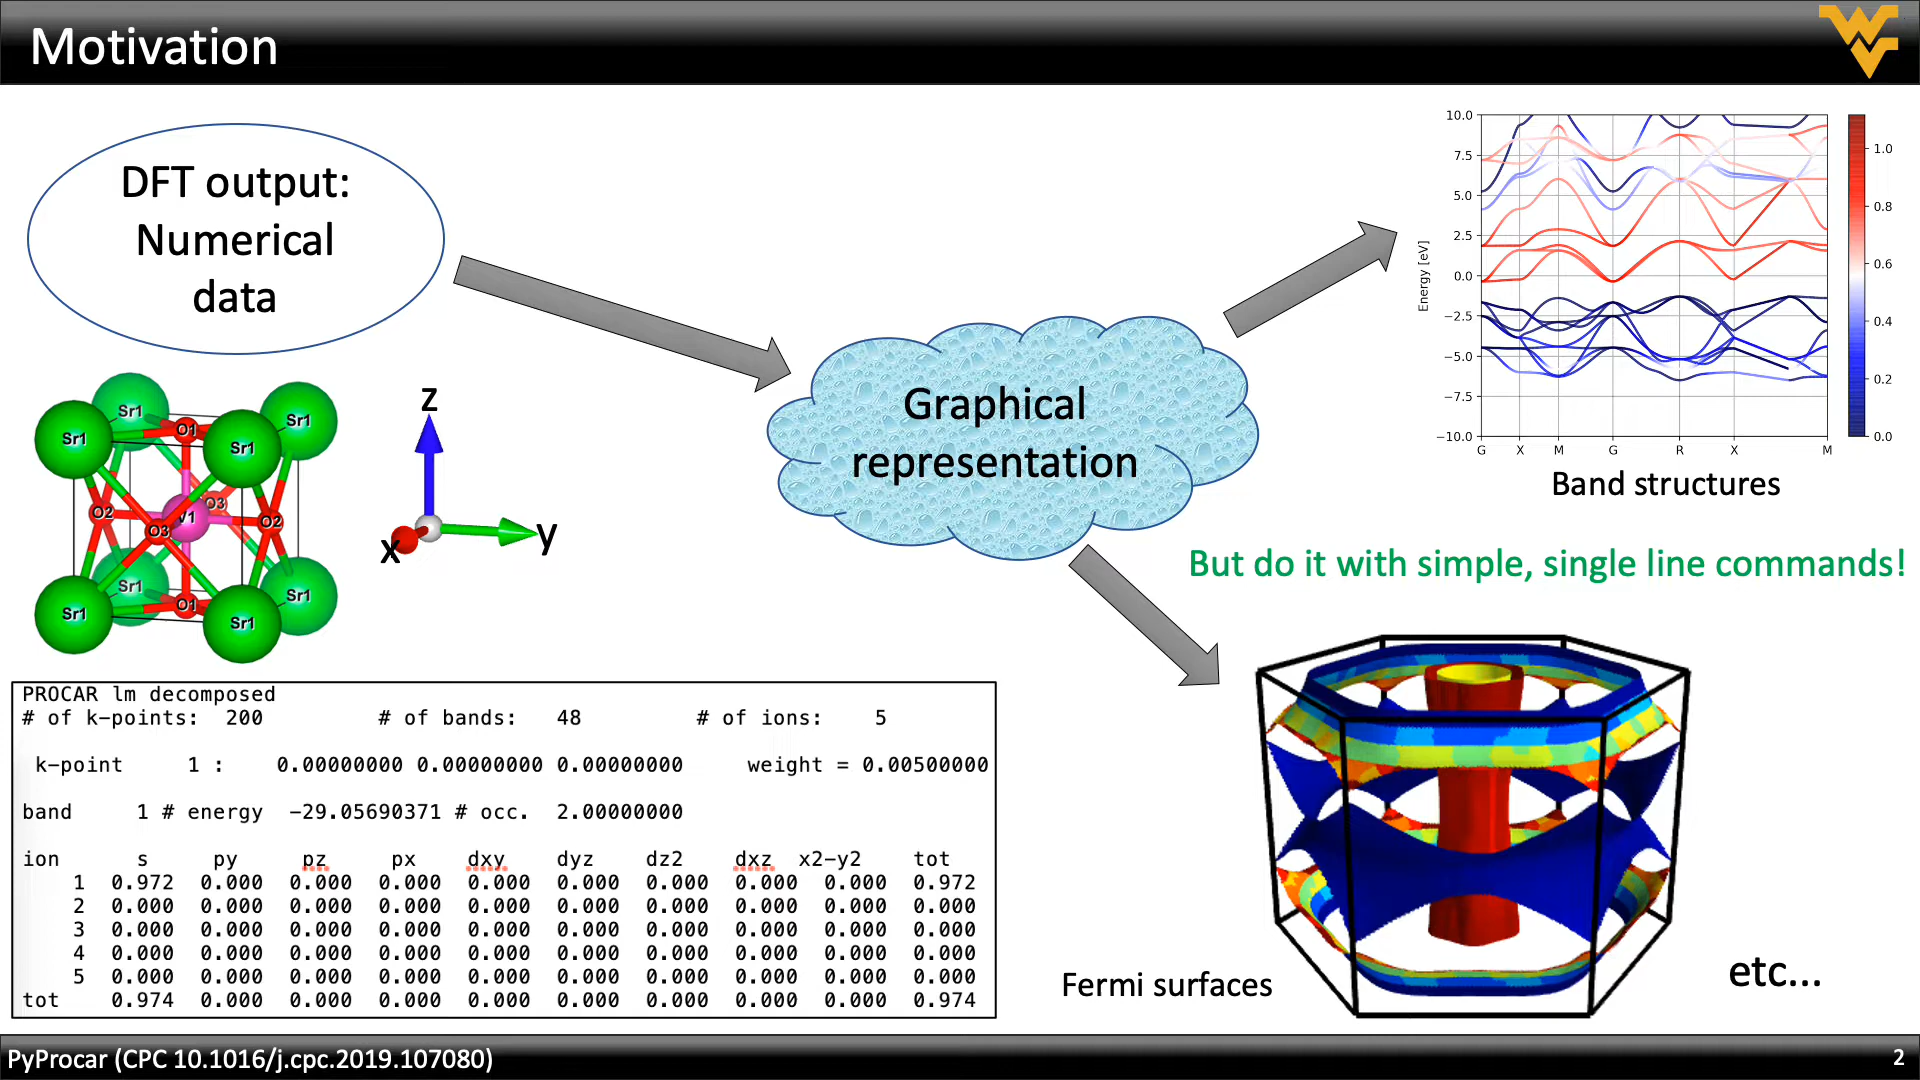 Motivation
DFT output:
Numerical
data
Graphical
representation
10.0
7.5
5.0
2.5
0.0
−2.5
−5.0
−7.5
−10.0
Energy [eV]
G X M G R X M
1.0
0.8
0.6
0.4
0.2
0.0
Band structures
But do it with simple, single line commands!
Sr1
Sr1
Sr1
Sr1
O1
O2
O3
V1
O3
O2
Sr1
Sr1
Sr1
Sr1
O1
z
y
x
PROCAR lm decomposed
# of k-points: 200 # of bands: 48 # of ions: 5
k-point 1 : 0.00000000 0.00000000 0.00000000 weight = 0.00500000
band 1 # energy -29.05690371 # occ. 2.00000000
ion s py pz px dxy dyz dz2 dxz x2-y2 tot
1 0.972 0.000 0.000 0.000 0.000 0.000 0.000 0.000 0.000 0.972
2 0.000 0.000 0.000 0.000 0.000 0.000 0.000 0.000 0.000 0.000
3 0.000 0.000 0.000 0.000 0.000 0.000 0.000 0.000 0.000 0.000
4 0.000 0.000 0.000 0.000 0.000 0.000 0.000 0.000 0.000 0.000
5 0.000 0.000 0.000 0.000 0.000 0.000 0.000 0.000 0.000 0.000
tot 0.974 0.000 0.000 0.000 0.000 0.000 0.000 0.000 0.000 0.974
Fermi surfaces
etc...
PyProcar (CPC 10.1016/j.cpc.2019.107080)
2